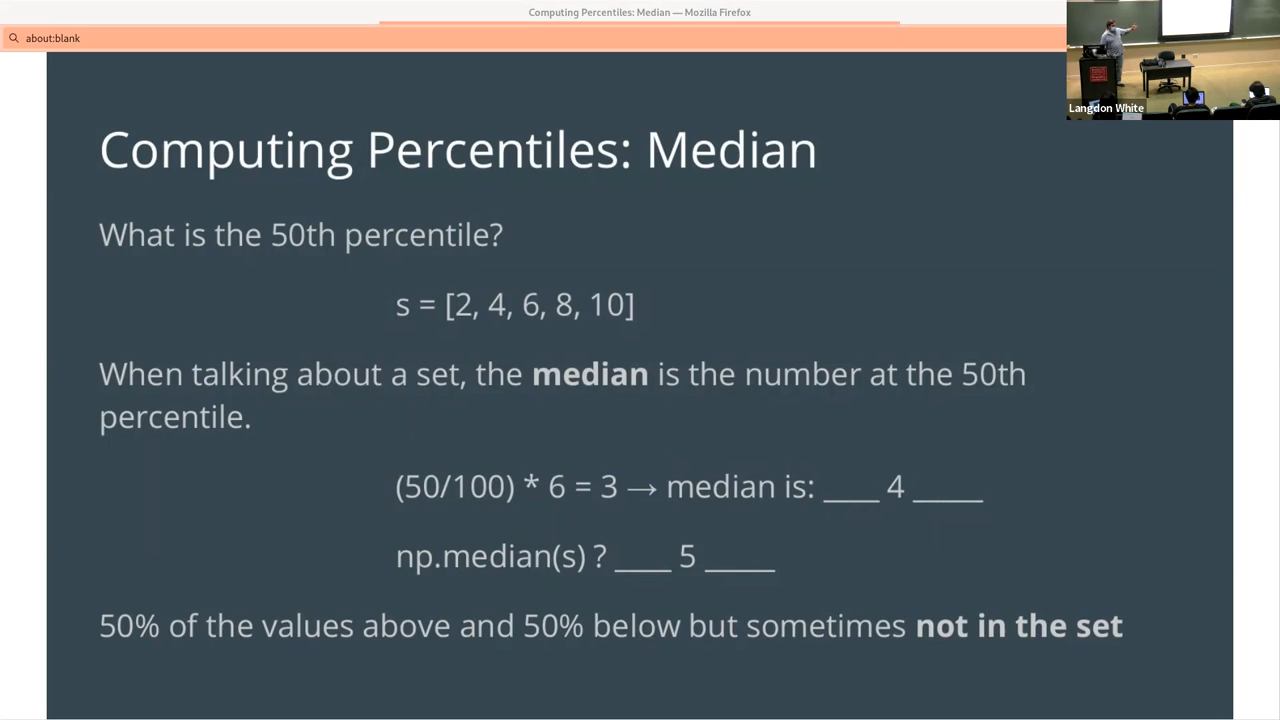 Computing Percentiles: Median — Mozilla Firefox
about:blank
Langdon White
Computing Percentiles: Median
What is the 50th percentile?
s = [2, 4, 6, 8, 10]
When talking about a set, the median is the number at the 50th
percentile.
(50/100) * 6 = 3 → median is: ____ 4 _____
np.median(s) ? ____ 5 _____
50% of the values above and 50% below but sometimes not in the set